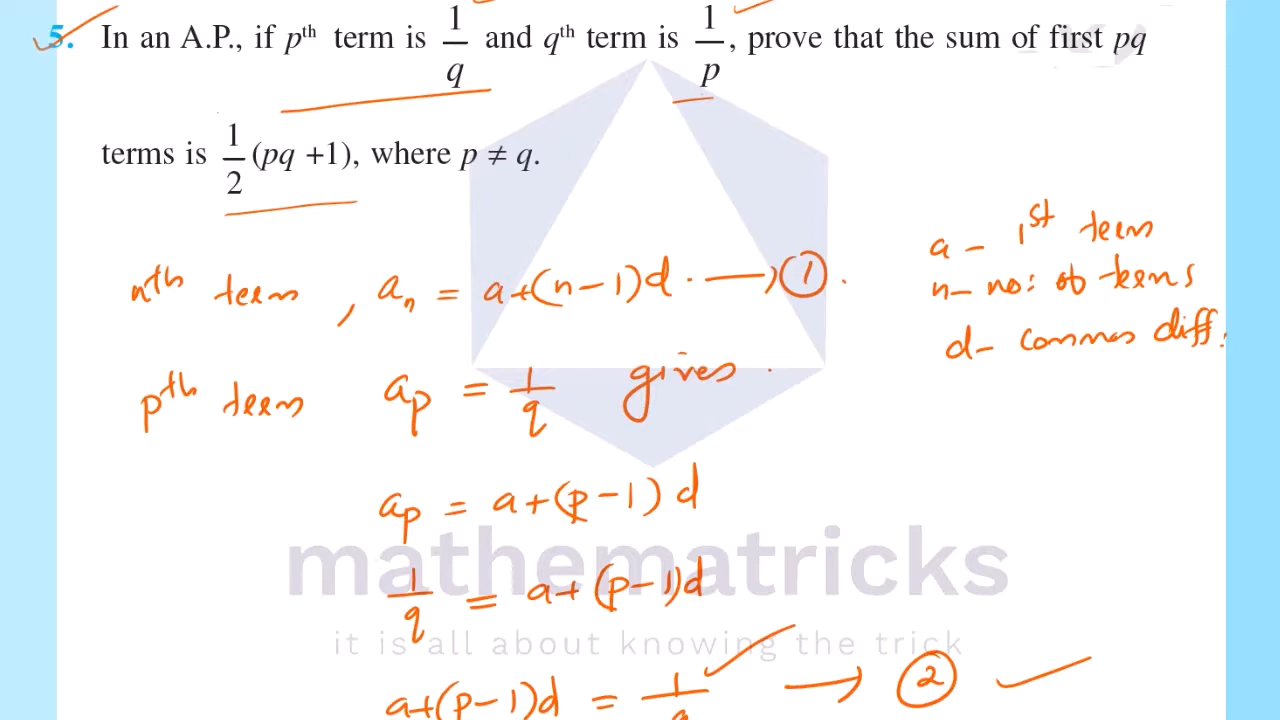 5. In an A.P., if pᵗʰ term is 1/q and qᵗʰ term is 1/p, prove that the sum of first pq
terms is 1/2 (pq +1), where p ≠ q.
a - 1st term
nth term, aₙ = a+(n-1)d. → ①.
n- no: of terms
d- common diff.
pth term aₚ = 1/q gives.
aₚ = a+(p-1)d
mathematricks
1/q = a+(p-1)d
it is all about knowing the trick
a+(p-1)d = 1/q → ②